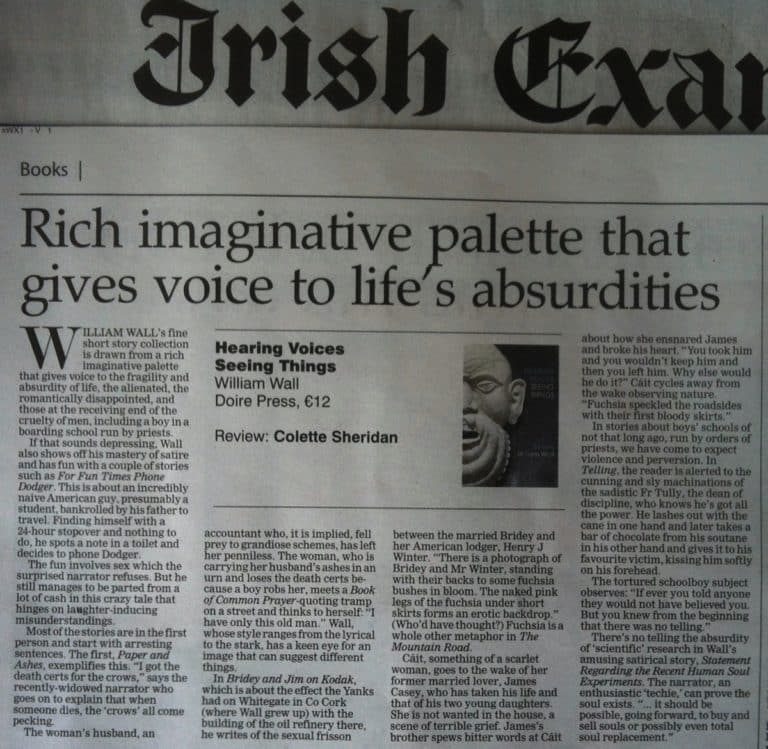 Irish Exa
Books |
Rich imaginative palette that
gives voice to life's absurdities
WILLIAM WALL's fine
short story collection
is drawn from a rich
imaginative palette
that gives voice to the fragility and
absurdity of life, the alienated, the
romantically disappointed, and
those at the receiving end of the
cruelty of men, including a boy in a
boarding school run by priests.
If that sounds depressing, Wall
also shows off his mastery of satire
and has fun with a couple of stories
such as For Fun Times Phone
Dodger. This is about an incredibly
naive American guy, presumably a
student, bankrolled by his father to
travel. Finding himself with a
24-hour stopover and nothing to
do, he spots a note in a toilet and
decides to phone Dodger.
The fun involves sex which the
surprised narrator refuses. But he
still manages to be parted from a
lot of cash in this crazy tale that
hinges on laughter-inducing
misunderstandings.
Most of the stories are in the first
person and start with arresting
sentences. The first, Paper and
Ashes, exemplifies this. "I got the
death certs for the crows," says the
recently-widowed narrator who
goes on to explain that when
someone dies, the 'crows' all come
pecking.
The woman's husband, an
Hearing Voices
Seeing Things
William Wall
Doire Press, €12
Review: Colette Sheridan
accountant who, it is implied, fell
prey to grandiose schemes, has left
her penniless. The woman, who is
carrying her husband's ashes in an
urn and loses the death certs be-
cause a boy robs her, meets a Book
of Common Prayer-quoting tramp
on a street and thinks to herself: "I
have only this old man." Wall,
whose style ranges from the lyrical
to the stark, has a keen eye for an
image that can suggest different
things.
In Bridey and Jim on Kodak,
which is about the effect the Yanks
had on Whitegate in Co Cork
(where Wall grew up) with the
building of the oil refinery there,
he writes of the sexual frisson
between the married Bridey and
her American lodger, Henry J
Winter. "There is a photograph of
Bridey and Mr Winter, standing
with their backs to some fuchsia
bushes in bloom. The naked pink
legs of the fuchsia under short
skirts forms an erotic backdrop."
(Who'd have thought?) Fuchsia is a
whole other metaphor in The
Mountain Road.
Cáit, something of a scarlet
woman, goes to the wake of her
former married lover, James
Casey, who has taken his life and
that of his two young daughters.
She is not wanted in the house, a
scene of terrible grief. James's
brother spews bitter words at Cáit
about how she ensnared James
and broke his heart. "You took him
and you wouldn't keep him and
then you left him. Why else would
he do it?" Cáit cycles away from
the wake observing nature.
"Fuchsia speckled the roadsides
with their first bloody skirts."
In stories about boys' schools of
not that long ago, run by orders of
priests, we have come to expect
violence and perversion. In
Telling, the reader is alerted to the
cunning and sly machinations of
the sadistic Fr Tully, the dean of
discipline, who knows he's got all
the power. He lashes out with the
cane in one hand and later takes a
bar of chocolate from his soutane
in his other hand and gives it to his
favourite victim, kissing him softly
on his forehead.
The tortured schoolboy subject
observes: "If ever you told anyone
they would not have believed you.
But you knew from the beginning
that there was no telling."
There's no telling the absurdity
of 'scientific' research in Wall's
amusing satirical story, Statement
Regarding the Recent Human Soul
Experiments. The narrator, an
enthusiastic 'techie,' can prove the
soul exists. "... it should be
possible, going forward, to buy and
sell souls or possibly even total
soul replacement."